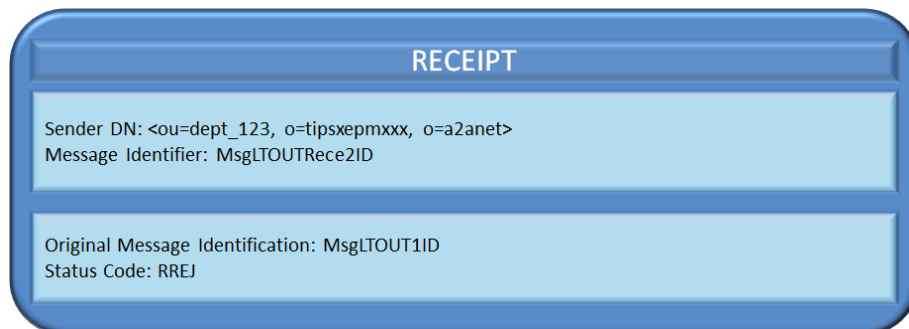 RECEIPT
Sender DN: <ou=dept_123, o=tipsxepmxxx, o=a2anet>
Message Identifier: MsgLTOUTRece2ID
Original Message Identification: MsgLTOUT1ID
Status Code: RREJ